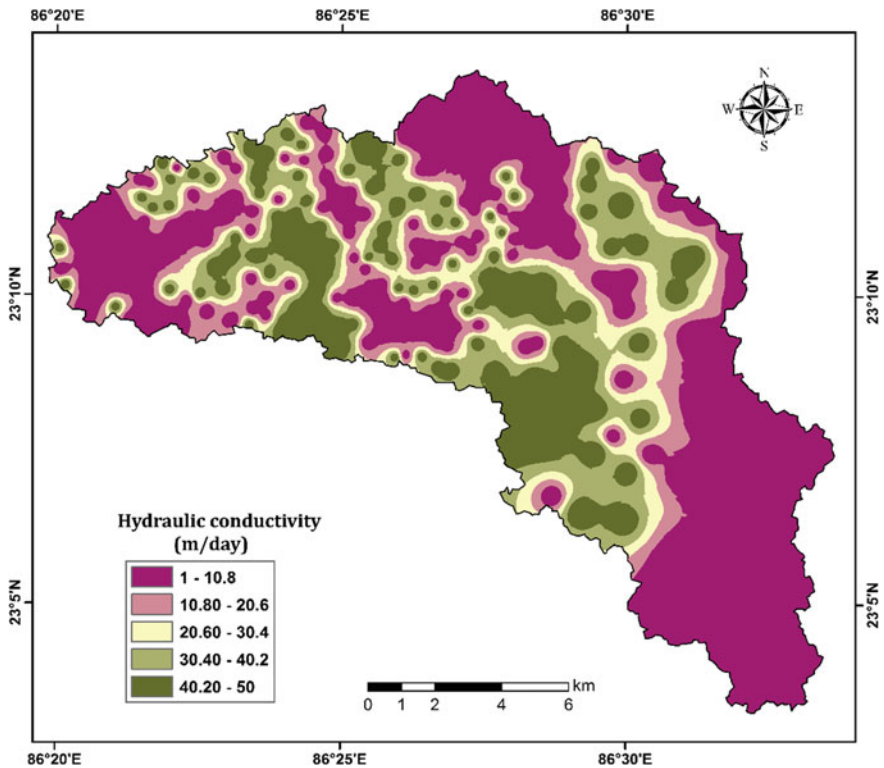 86°20'E 86°25'E 86°30'E
N
W E
S
23°10'N 23°10'N
Hydraulic conductivity
(m/day)
1 - 10.8
10.80 - 20.6
20.60 - 30.4
30.40 - 40.2
40.20 - 50
23°5'N 23°5'N
km
0 1 2 4 6
86°20'E 86°25'E 86°30'E